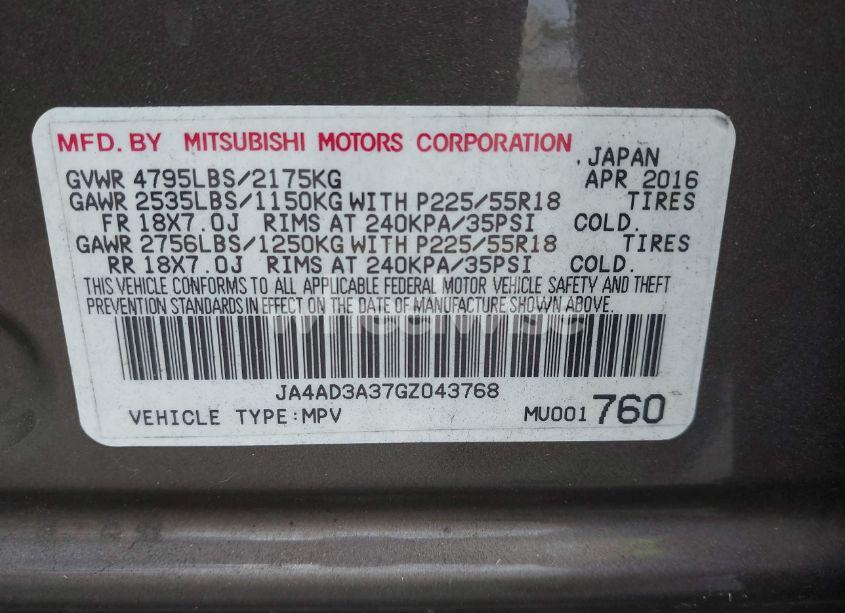 MFD. BY MITSUBISHI MOTORS CORPORATION
, JAPAN
GVWR 4795LBS/2175KG APR 2016
GAWR 2535LBS/1150KG WITH P225/55R18 TIRES
FR 18X7.0J RIMS AT 240KPA/35PSI COLD.
GAWR 2756LBS/1250KG WITH P225/55R18 TIRES
RR 18X7.0J RIMS AT 240KPA/35PSI COLD.
THIS VEHICLE CONFORMS TO ALL APPLICABLE FEDERAL MOTOR VEHICLE SAFETY AND THEFT
PREVENTION STANDARDS IN EFFECT ON THE DATE OF MANUFACTURE SHOWN ABOVE.
JA4AD3A37GZ043768
VEHICLE TYPE:MPV MU001760